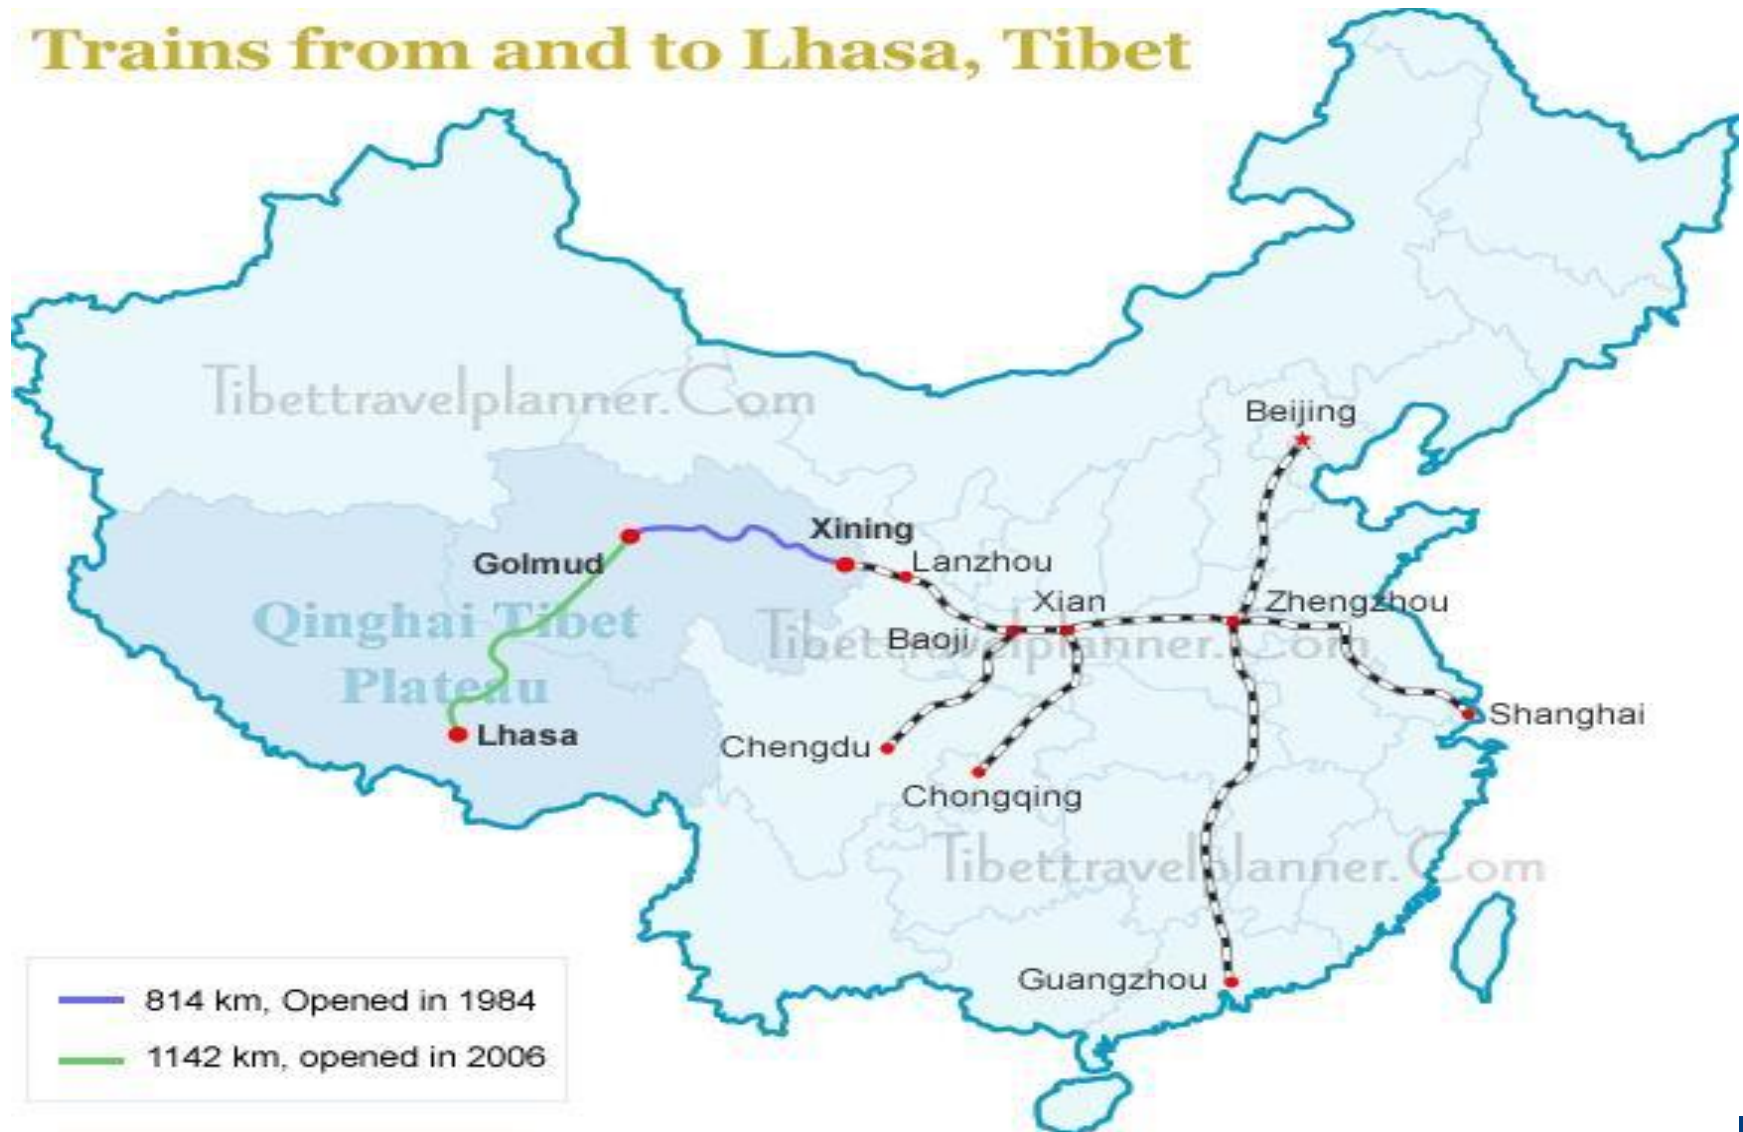 Trains from and to Lhasa, Tibet
Tibettravelplanner.Com
Beijing
Xining
Golmud
Lanzhou
Qinghai Tibet
Plateau
Xian
Zhengzhou
Baoji
Tibettravelplanner.Com
Lhasa
Shanghai
Chengdu
Chongqing
Tibettravelplanner.Com
Guangzhou
814 km, Opened in 1984
1142 km, opened in 2006